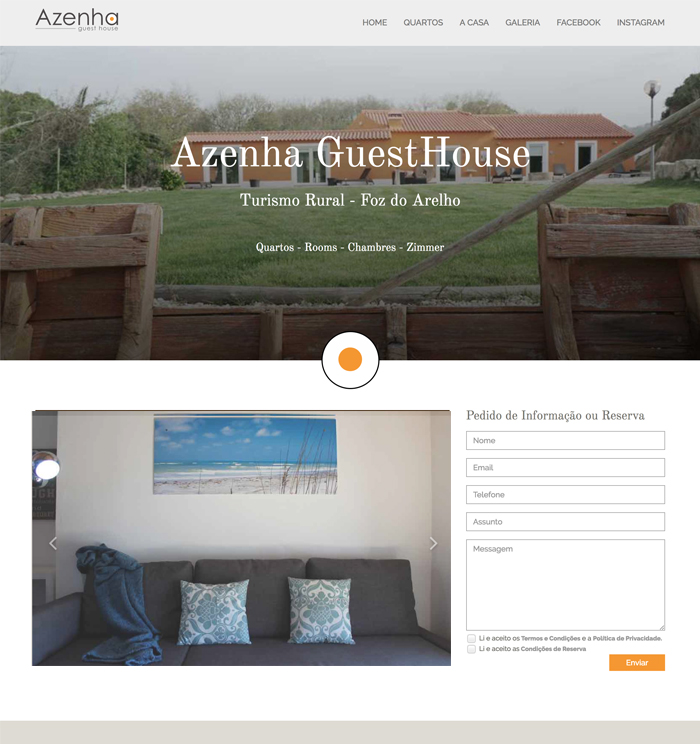 Azenha
guest house
HOME QUARTOS A CASA GALERIA FACEBOOK INSTAGRAM
Azenha GuestHouse
Turismo Rural - Foz do Arelho
Quartos - Rooms - Chambres - Zimmer
Pedido de Informação ou Reserva
Nome
Email
Telefone
Assunto
Messagem
Li e aceito os Termos e Condições e a Política de Privacidade.
Li e aceito as Condições de Reserva
Enviar